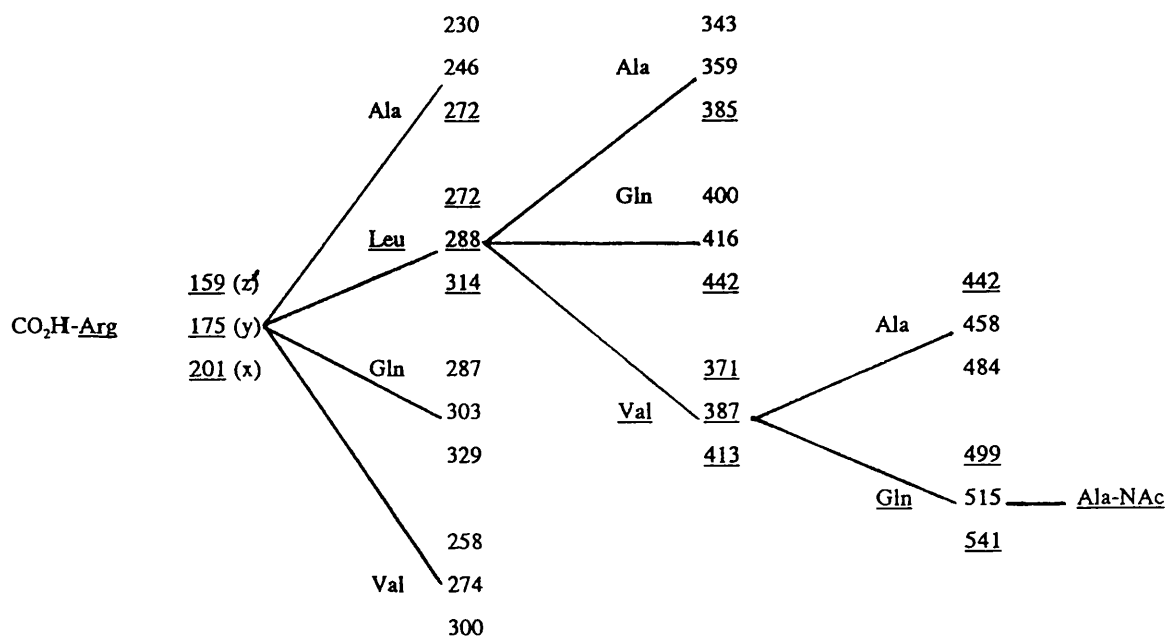 230 343
246 Ala 359
Ala 272 385
272 Gln 400
Leu 288 416
159 (z) 314 442 442
CO₂H-Arg 175 (y) Ala 458
201 (x) Gln 287 371 484
303 Val 387
329 413 499
Gln 515 Ala-NAc
258 541
Val 274
300